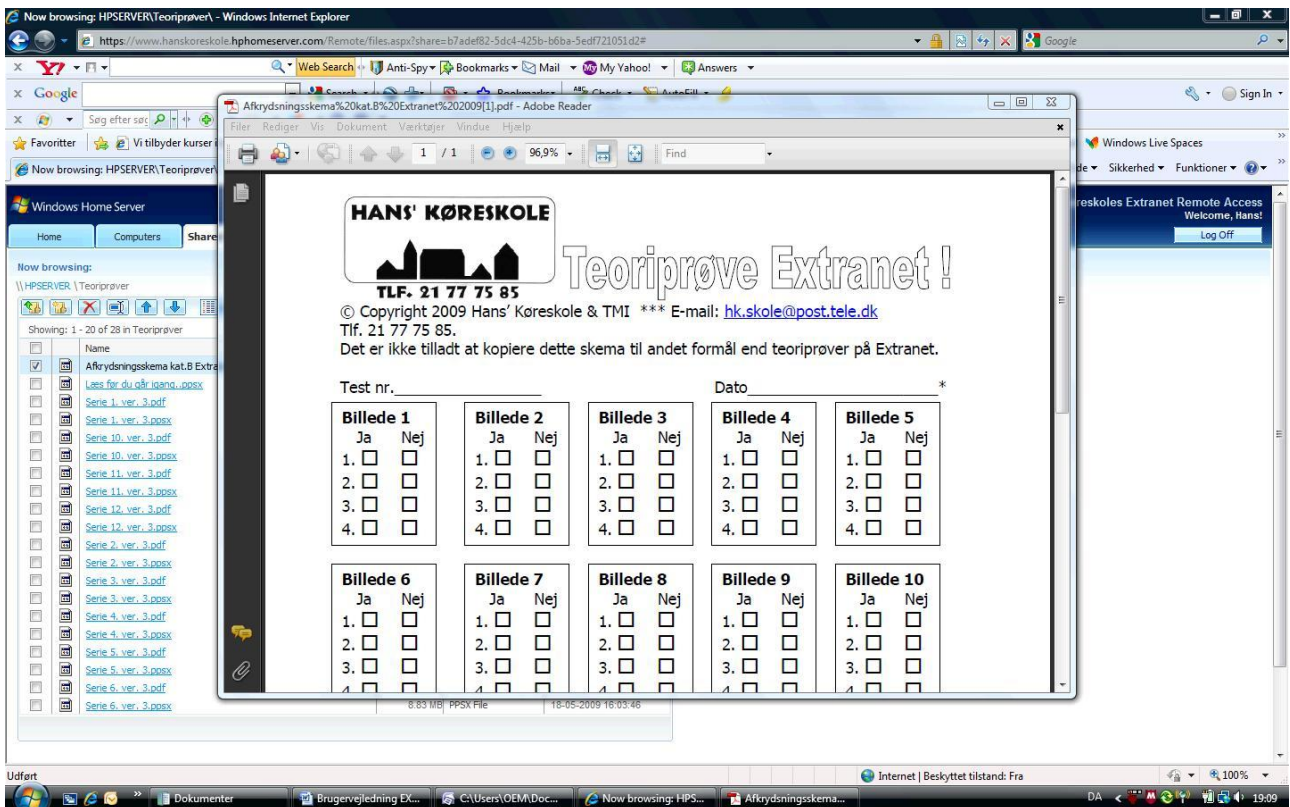 Now browsing: HPSERVER\Teoriprøver\ - Windows Internet Explorer
https://www.hanskoreskole.hphomeserver.com/Remote/files.aspx?share=b7adef82-5dc4-425b-b6ba-5edf721051d2#
Google
Web Search
Anti-Spy
Bookmarks
Mail
My Yahoo!
Answers
Google
Sign In
Afkrydsningsskema%20kat.B%20Extranet%202009[1].pdf - Adobe Reader
Søg efter søg
Filer Rediger Vis Dokument Værktøjer Vindue Hjælp
Favoritter
Vi tilbyder kurser i
1 / 1
96,9%
Find
Windows Live Spaces
Now browsing: HPSERVER\Teoriprøver\
de Sikkerhed Funktioner
Windows Home Server
reskoles Extranet Remote Access
Welcome, Hans!
Log Off
Home Computers Share
Now browsing:
\\HPSERVER \Teoriprøver
Showing: 1 - 20 of 28 in Teoriprøver
Name
Afkrydsningsskema kat.B Extra
Læs før du går igang..ppsx
Serie 1. ver. 3.pdf
Serie 1. ver. 3.ppsx
Serie 10. ver. 3.pdf
Serie 10. ver. 3.ppsx
Serie 11. ver. 3.pdf
Serie 11. ver. 3.ppsx
Serie 12. ver. 3.pdf
Serie 12. ver. 3.ppsx
Serie 2. ver. 3.pdf
Serie 2. ver. 3.ppsx
Serie 3. ver. 3.pdf
Serie 3. ver. 3.ppsx
Serie 4. ver. 3.pdf
Serie 4. ver. 3.ppsx
Serie 5. ver. 3.pdf
Serie 5. ver. 3.ppsx
Serie 6. ver. 3.pdf
Serie 6. ver. 3.ppsx 8.83 MB PPSX File 18-05-2009 16:03:46
HANS' KØRESKOLE
TLF. 21 77 75 85
Teoriprøve Extranet !
© Copyright 2009 Hans' Køreskole & TMI *** E-mail: hk.skole@post.tele.dk
Tlf. 21 77 75 85.
Det er ikke tilladt at kopiere dette skema til andet formål end teoriprøver på Extranet.
Test nr. Dato *
Billede 1 Billede 2 Billede 3 Billede 4 Billede 5
Ja Nej Ja Nej Ja Nej Ja Nej Ja Nej
1. 1. 1. 1. 1.
2. 2. 2. 2. 2.
3. 3. 3. 3. 3.
4. 4. 4. 4. 4.
Billede 6 Billede 7 Billede 8 Billede 9 Billede 10
Ja Nej Ja Nej Ja Nej Ja Nej Ja Nej
1. 1. 1. 1. 1.
2. 2. 2. 2. 2.
3. 3. 3. 3. 3.
Udført
Internet | Beskyttet tilstand: Fra
100%
Dokumenter
Brugervejledning EX...
C:\Users\OEM\Doc...
Now browsing: HPS...
Afkrydsningsskema...
DA
19:09